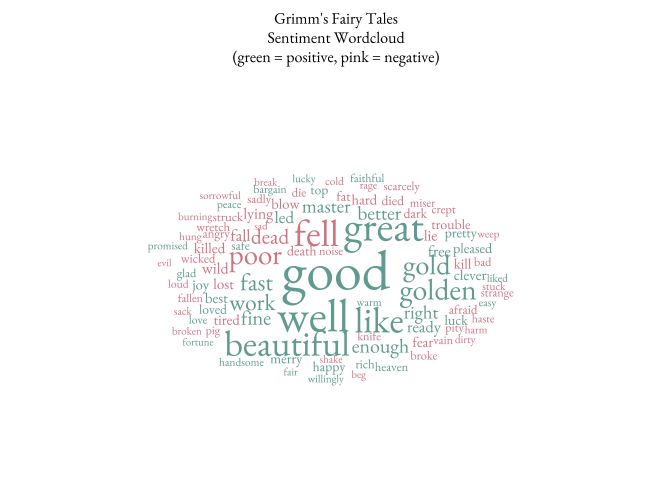 Grimm's Fairy Tales
Sentiment Wordcloud
(green = positive, pink = negative)
break lucky cold faithful
bargain die top rage scarcely
sorrowful sadly blow fat hard died miser
peace lying led master better dark crept
burning struck sad fell great lie trouble
wretch hung angry fall dead pretty weep
promised killed safe death noise free pleased
evil wicked wild poor good gold kill bad
glad clever liked
loud joy lost fast golden stuck
fallen best work warm strange
sack loved well like right afraid easy
love tired fine ready luck haste
broken pig knife pity harm
fortune beautiful enough fear vain dirty
handsome merry shake broke
fair happy rich heaven
willingly beg